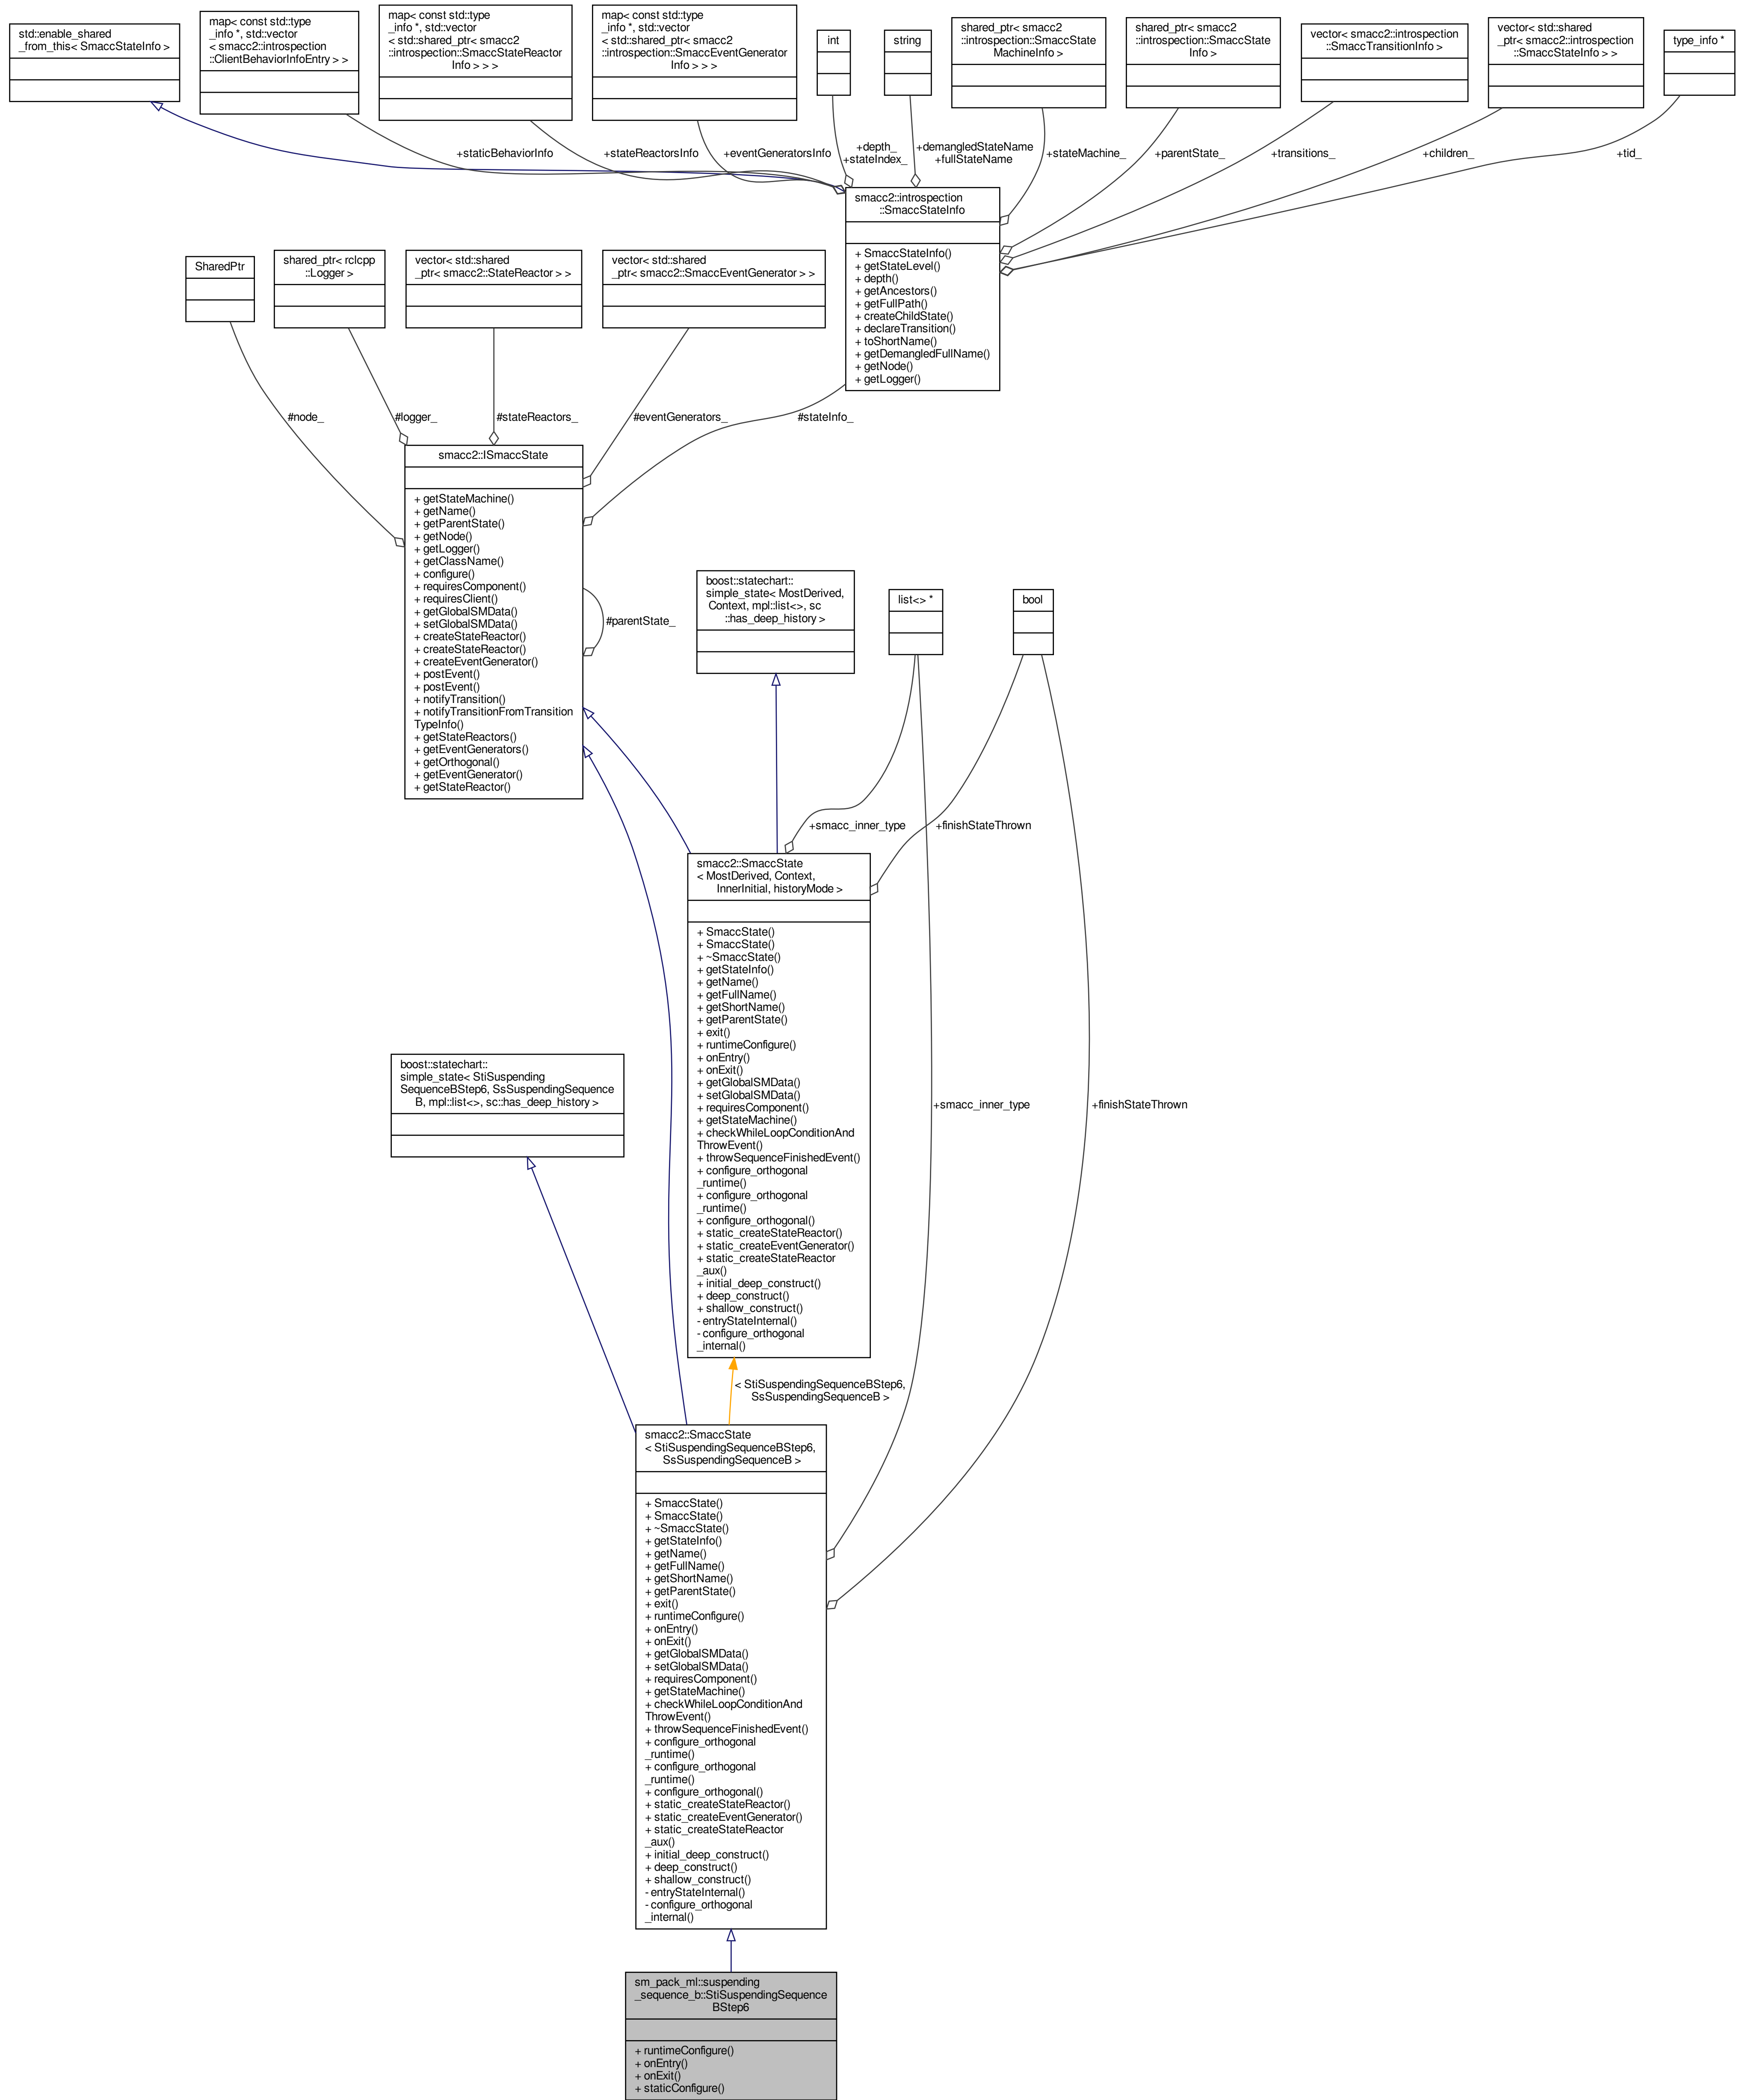 std::enable_shared
_from_this< SmaccStateInfo >
map< const std::type
_info *, std::vector
< smacc2::introspection
::ClientBehaviorInfoEntry > >
map< const std::type
_info *, std::vector
< std::shared_ptr< smacc2
::introspection::SmaccStateReactor
Info > > >
map< const std::type
_info *, std::vector
< std::shared_ptr< smacc2
::introspection::SmaccEventGenerator
Info > > >
int
string
shared_ptr< smacc2
::introspection::SmaccState
MachineInfo >
shared_ptr< smacc2
::introspection::SmaccState
Info >
vector< smacc2::introspection
::SmaccTransitionInfo >
vector< std::shared
_ptr< smacc2::introspection
::SmaccStateInfo > >
type_info *
+staticBehaviorInfo
+stateReactorsInfo
+eventGeneratorsInfo
+depth_
+stateIndex_
+demangledStateName
+fullStateName
+stateMachine_
+parentState_
+transitions_
+children_
+tid_
smacc2::introspection
::SmaccStateInfo
+ SmaccStateInfo()
+ getStateLevel()
+ depth()
+ getAncestors()
+ getFullPath()
+ createChildState()
+ declareTransition()
+ toShortName()
+ getDemangledFullName()
+ getNode()
+ getLogger()
SharedPtr
shared_ptr< rclcpp
::Logger >
vector< std::shared
_ptr< smacc2::StateReactor > >
vector< std::shared
_ptr< smacc2::SmaccEventGenerator > >
#node_
#logger_
#stateReactors_
#eventGenerators_
#stateInfo_
smacc2::ISmaccState
+ getStateMachine()
+ getName()
+ getParentState()
+ getNode()
+ getLogger()
+ getClassName()
+ configure()
+ requiresComponent()
+ requiresClient()
+ getGlobalSMData()
+ setGlobalSMData()
+ createStateReactor()
+ createStateReactor()
+ createEventGenerator()
+ postEvent()
+ postEvent()
+ notifyTransition()
+ notifyTransitionFromTransition
TypeInfo()
+ getStateReactors()
+ getEventGenerators()
+ getOrthogonal()
+ getEventGenerator()
+ getStateReactor()
#parentState_
boost::statechart::
simple_state< MostDerived,
Context, mpl::list<>, sc
::has_deep_history >
list<> *
bool
+smacc_inner_type
+finishStateThrown
smacc2::SmaccState
< MostDerived, Context,
InnerInitial, historyMode >
+ SmaccState()
+ SmaccState()
+ ~SmaccState()
+ getStateInfo()
+ getName()
+ getFullName()
+ getShortName()
+ getParentState()
+ exit()
+ runtimeConfigure()
+ onEntry()
+ onExit()
+ getGlobalSMData()
+ setGlobalSMData()
+ requiresComponent()
+ getStateMachine()
+ checkWhileLoopConditionAnd
ThrowEvent()
+ throwSequenceFinishedEvent()
+ configure_orthogonal
_runtime()
+ configure_orthogonal
_runtime()
+ configure_orthogonal()
+ static_createStateReactor()
+ static_createEventGenerator()
+ static_createStateReactor
_aux()
+ initial_deep_construct()
+ deep_construct()
+ shallow_construct()
- entryStateInternal()
- configure_orthogonal
_internal()
boost::statechart::
simple_state< StiSuspending
SequenceBStep6, SsSuspendingSequence
B, mpl::list<>, sc::has_deep_history >
+smacc_inner_type
+finishStateThrown
< StiSuspendingSequenceBStep6,
SsSuspendingSequenceB >
smacc2::SmaccState
< StiSuspendingSequenceBStep6,
SsSuspendingSequenceB >
+ SmaccState()
+ SmaccState()
+ ~SmaccState()
+ getStateInfo()
+ getName()
+ getFullName()
+ getShortName()
+ getParentState()
+ exit()
+ runtimeConfigure()
+ onEntry()
+ onExit()
+ getGlobalSMData()
+ setGlobalSMData()
+ requiresComponent()
+ getStateMachine()
+ checkWhileLoopConditionAnd
ThrowEvent()
+ throwSequenceFinishedEvent()
+ configure_orthogonal
_runtime()
+ configure_orthogonal
_runtime()
+ configure_orthogonal()
+ static_createStateReactor()
+ static_createEventGenerator()
+ static_createStateReactor
_aux()
+ initial_deep_construct()
+ deep_construct()
+ shallow_construct()
- entryStateInternal()
- configure_orthogonal
_internal()
sm_pack_ml::suspending
_sequence_b::StiSuspendingSequence
BStep6
+ runtimeConfigure()
+ onEntry()
+ onExit()
+ staticConfigure()